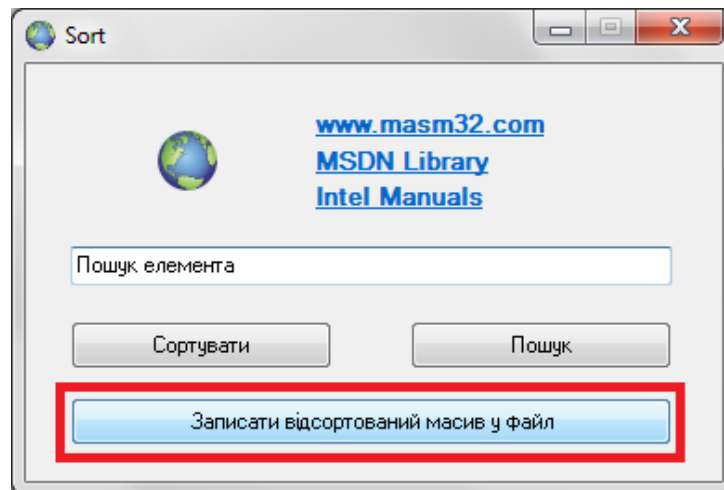 Sort
www.masm32.com
MSDN Library
Intel Manuals
Пошук елемента
Сортувати Пошук
Записати відсортований масив у файл